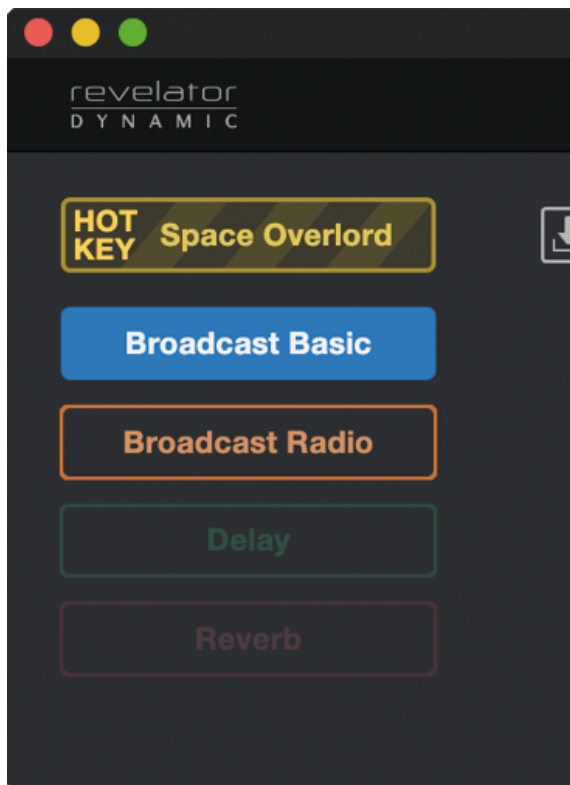 revelator
DYNAMIC
HOT KEY Space Overlord
Broadcast Basic
Broadcast Radio
Delay
Reverb